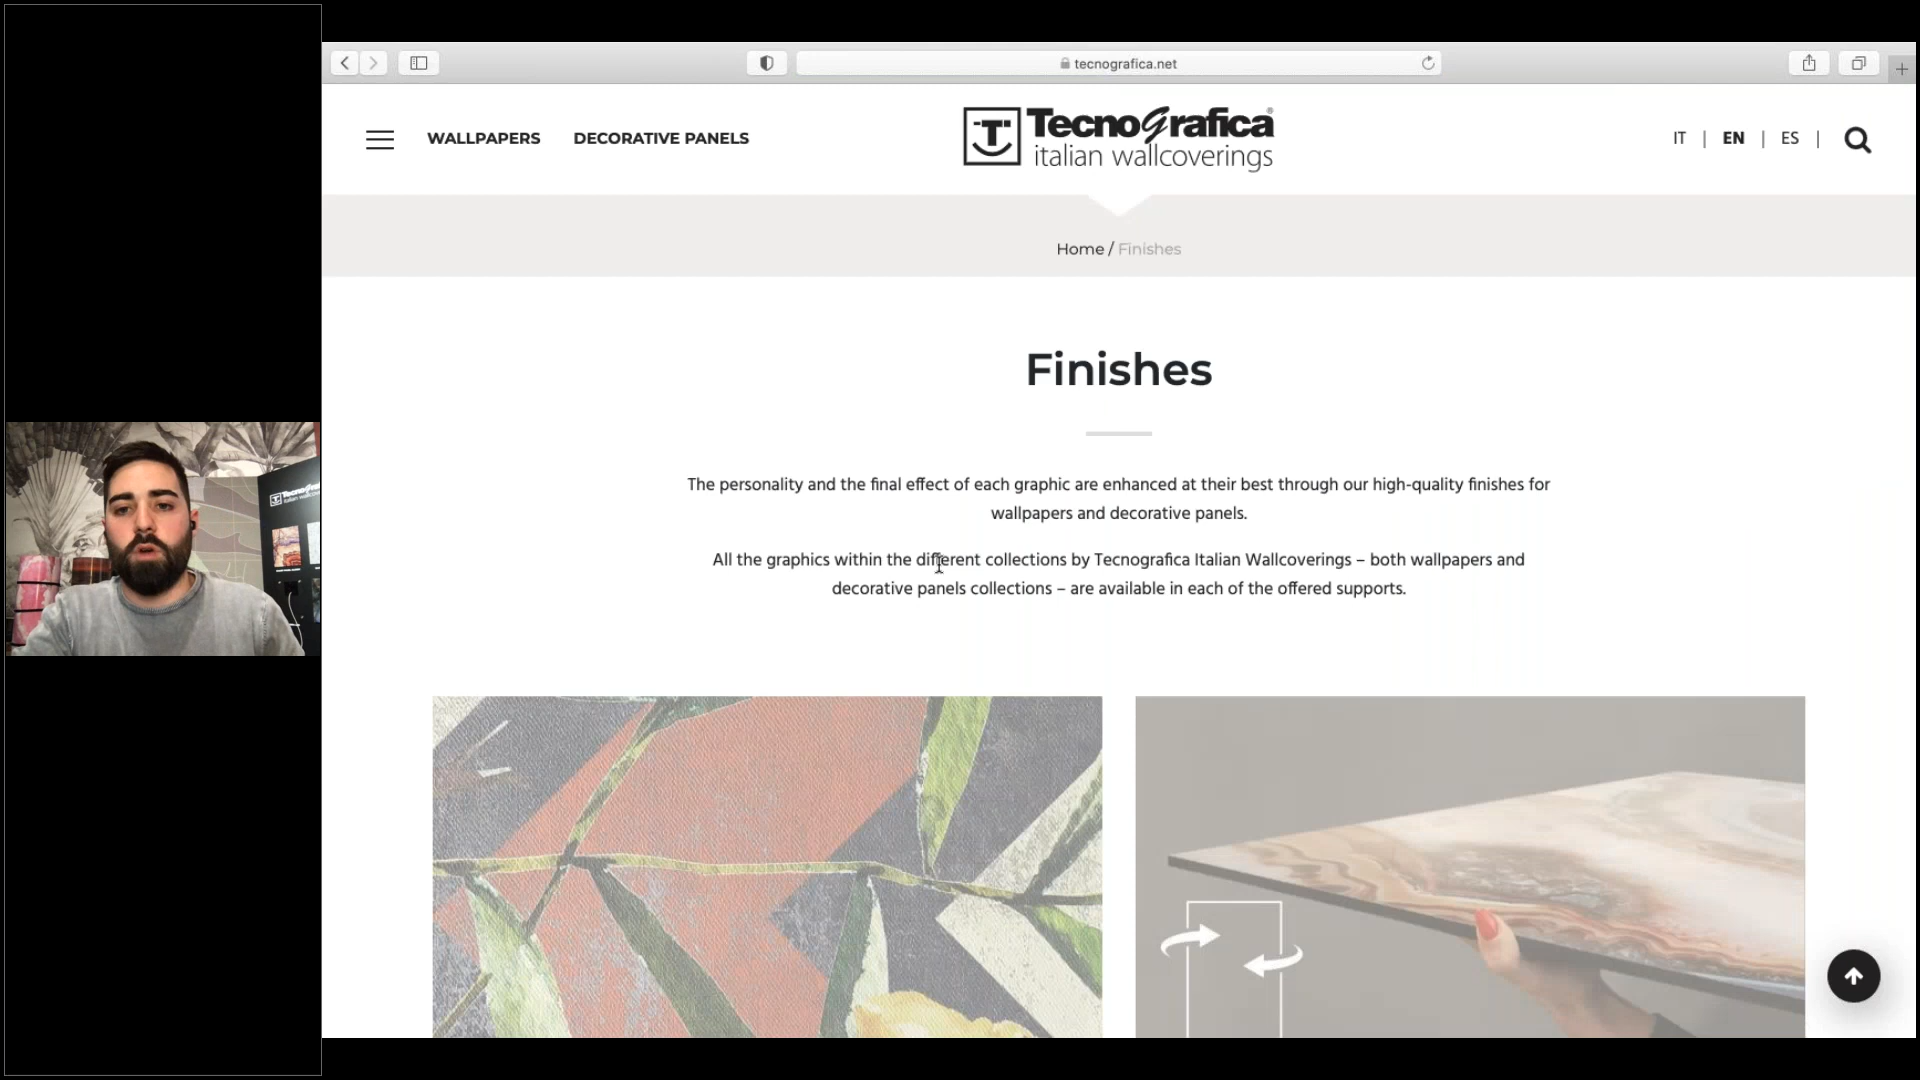 tecnografica.net
WALLPAPERS
DECORATIVE PANELS
TecnoGrafica®
italian wallcoverings
IT | EN | ES |
Home / Finishes
Finishes
The personality and the final effect of each graphic are enhanced at their best through our high-quality finishes for
wallpapers and decorative panels.
All the graphics within the different collections by Tecnografica Italian Wallcoverings – both wallpapers and
decorative panels collections – are available in each of the offered supports.